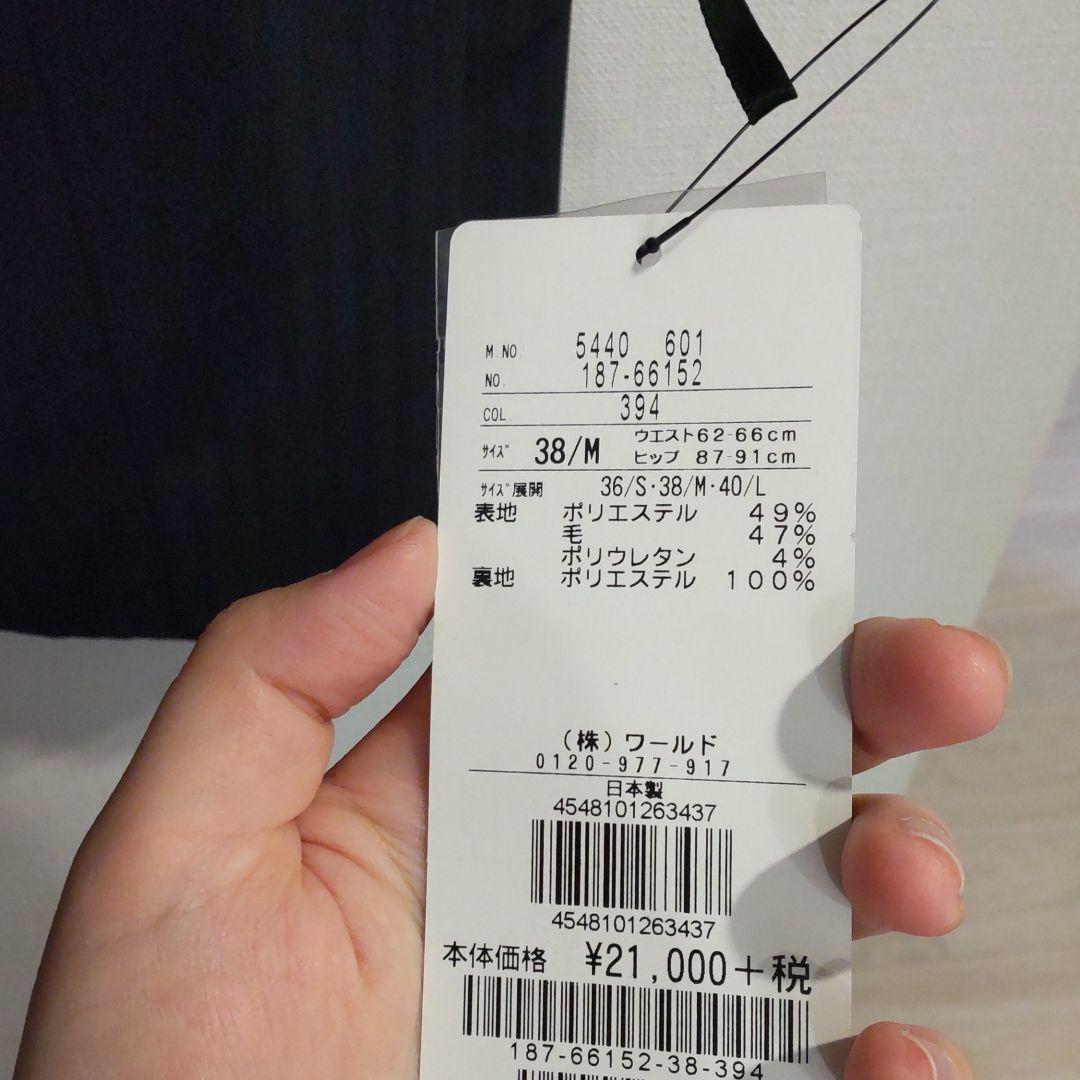 M.NO. 5440 601
NO. 187-66152
COL. 394
サイズ 38/M ウエスト62-66cm
ヒップ 87-91cm
サイズ展開 36/S·38/M·40/L
表地 ポリエステル 49%
毛 47%
ポリウレタン 4%
裏地 ポリエステル 100%
(株)ワールド
0120-977-917
日本製
4548101263437
4548101263437
本体価格 ¥21,000+税
187-66152-38-394